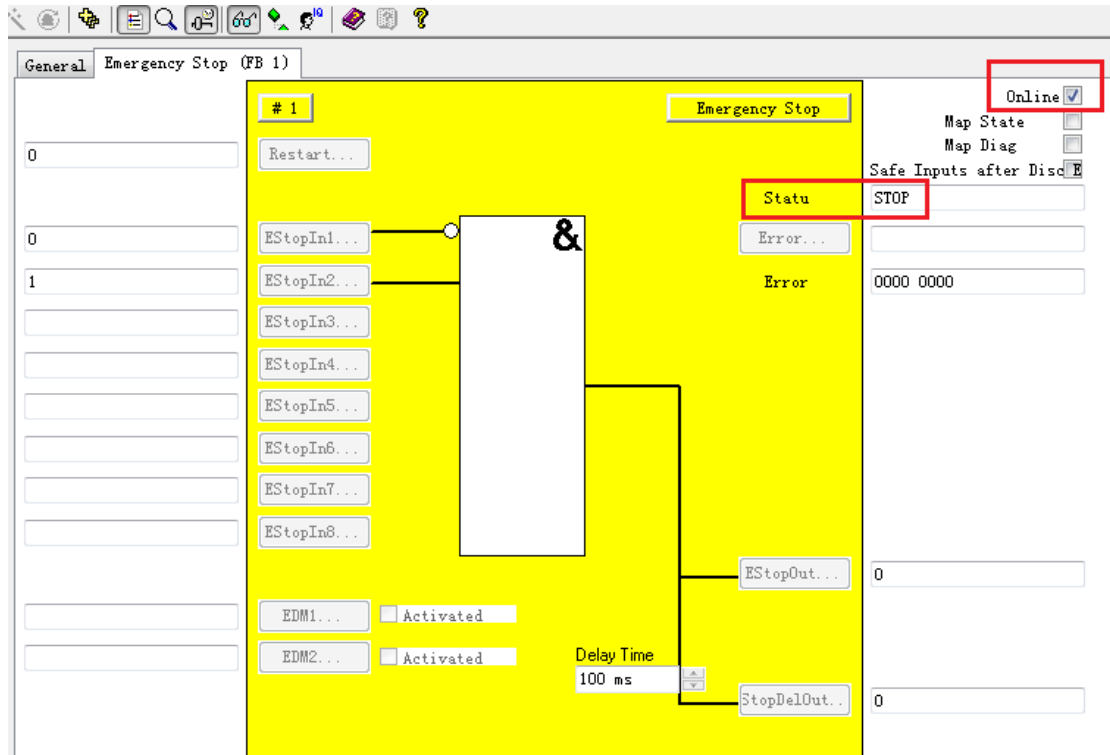 General Emergency Stop (FB 1)
# 1 Emergency Stop Online
Map State
0 Restart... Map Diag
Safe Inputs after Disc E
Statu STOP
0 EStopIn1... & Error...
1 EStopIn2... Error 0000 0000
EStopIn3...
EStopIn4...
EStopIn5...
EStopIn6...
EStopIn7...
EStopIn8...
EStopOut... 0
EDM1... Activated
EDM2... Activated Delay Time
100 ms
StopDelOut.. 0